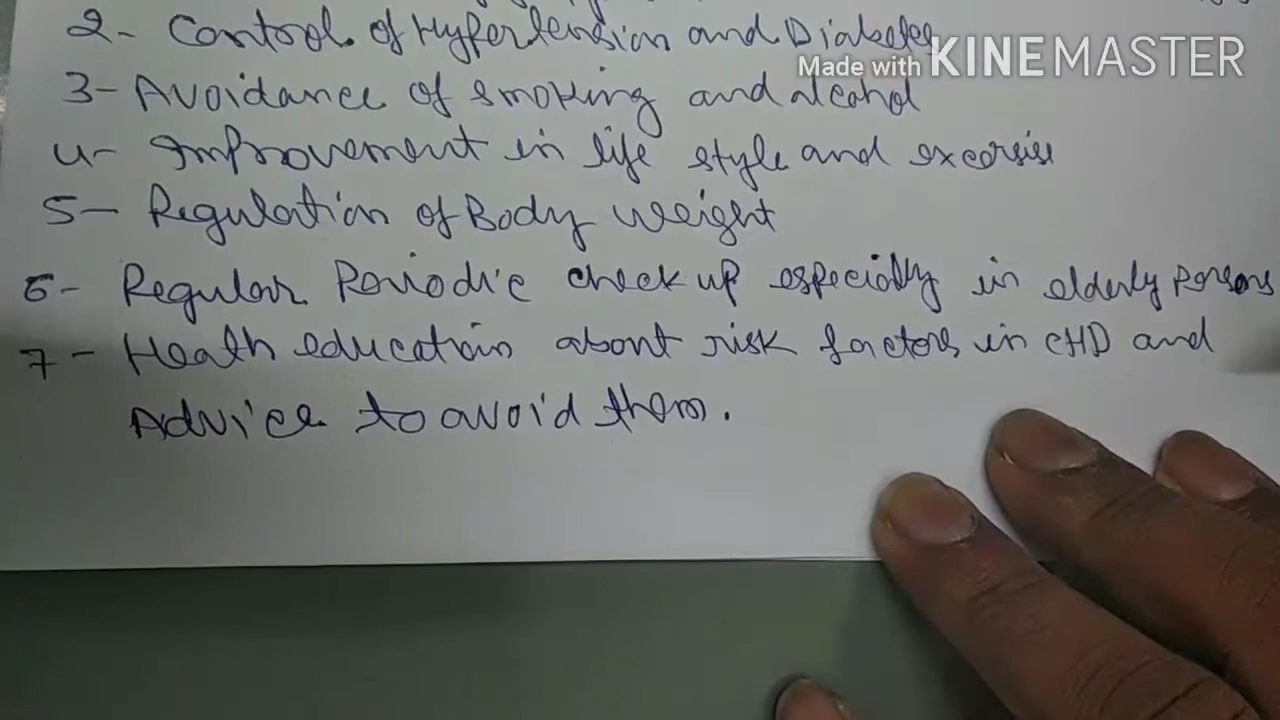 2- Control of Hypertension and Diabetes
Made with KINEMASTER
3- Avoidance of smoking and alcohol
4- Improvement in life style and excersise
5- Regulation of Body weight
6- Regular Periodic check up especially in elderly Persons
7- Heath education about risk factors in CHD and
Advice to avoid them.